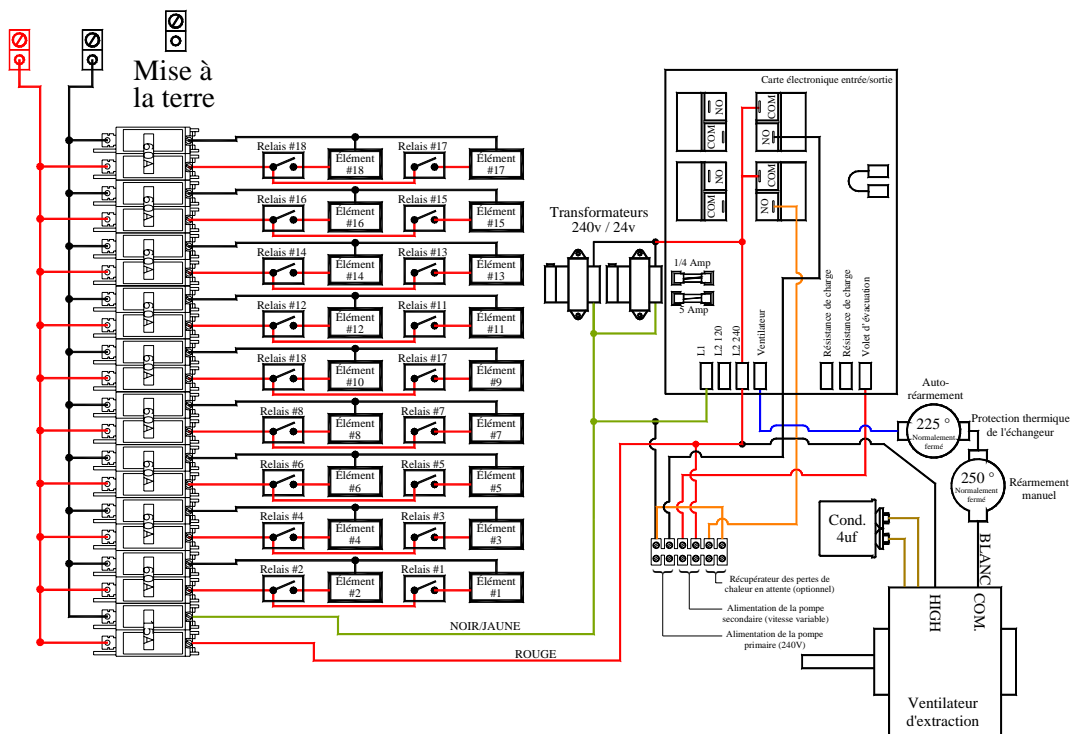 Mise à
la terre
60A
Relais #18
Élément
#18
Relais #17
Élément
#17
60A
Relais #16
Élément
#16
Relais #15
Élément
#15
60A
Relais #14
Élément
#14
Relais #13
Élément
#13
60A
Relais #12
Élément
#12
Relais #11
Élément
#11
60A
Relais #18
Élément
#10
Relais #17
Élément
#9
60A
Relais #8
Élément
#8
Relais #7
Élément
#7
60A
Relais #6
Élément
#6
Relais #5
Élément
#5
60A
Relais #4
Élément
#4
Relais #3
Élément
#3
60A
Relais #2
Élément
#2
Relais #1
Élément
#1
15A
NOIR/JAUNE
ROUGE
Transformateurs
240v / 24v
Carte électronique entrée/sortie
NO
COM
COM
NO
NO
COM
COM
NO
1/4 Amp
5 Amp
L1
L2 120
L2 240
Ventilateur
Résistance de charge
Résistance de charge
Volet d'évacuation
Auto-
réarmement
225 °
Normalement
fermé
Protection thermique
de l'échangeur
250 °
Normalement
fermé
Réarmement
manuel
Cond.
4uf
BLANC
HIGH
COM.
Récupérateur des pertes de
chaleur en attente (optionnel)
Alimentation de la pompe
secondaire (vitesse variable)
Alimentation de la pompe
primaire (240V)
Ventilateur
d'extraction